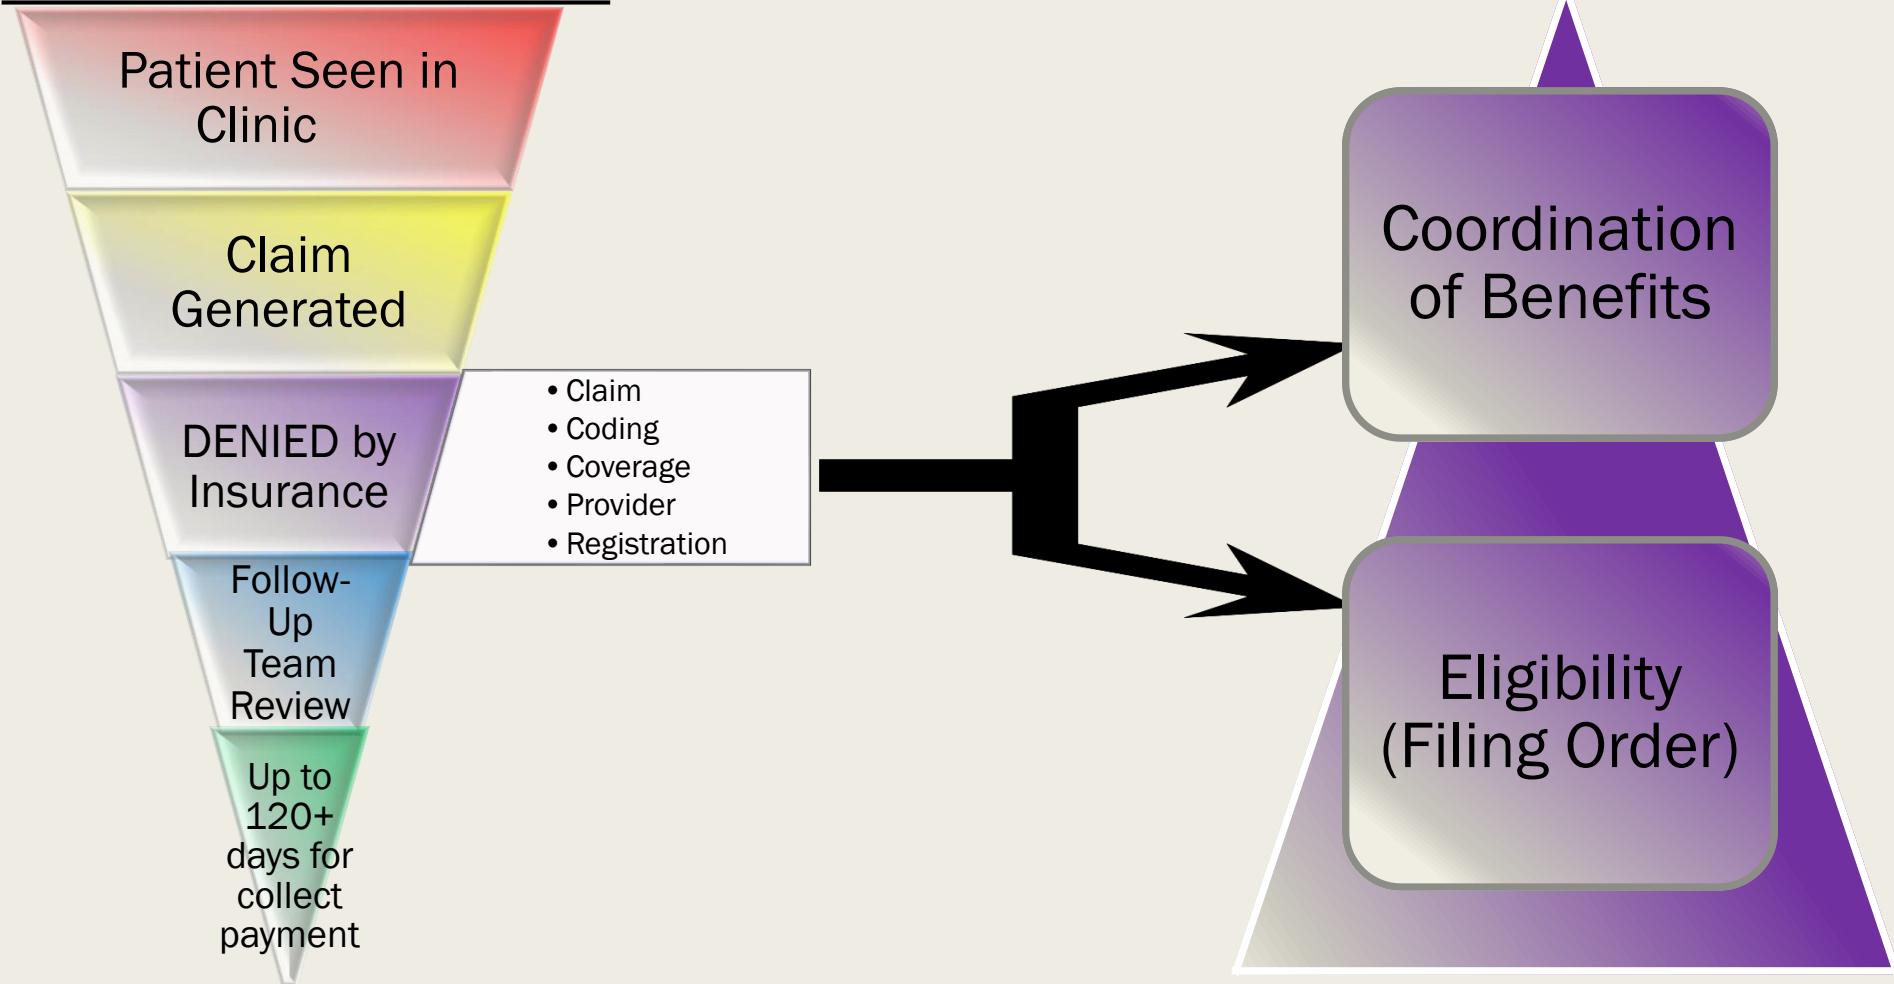 Patient Seen in
Clinic
Claim
Generated
DENIED by
Insurance
• Claim
• Coding
• Coverage
• Provider
• Registration
Follow-
Up
Team
Review
Up to
120+
days for
collect
payment
Coordination
of Benefits
Eligibility
(Filing Order)